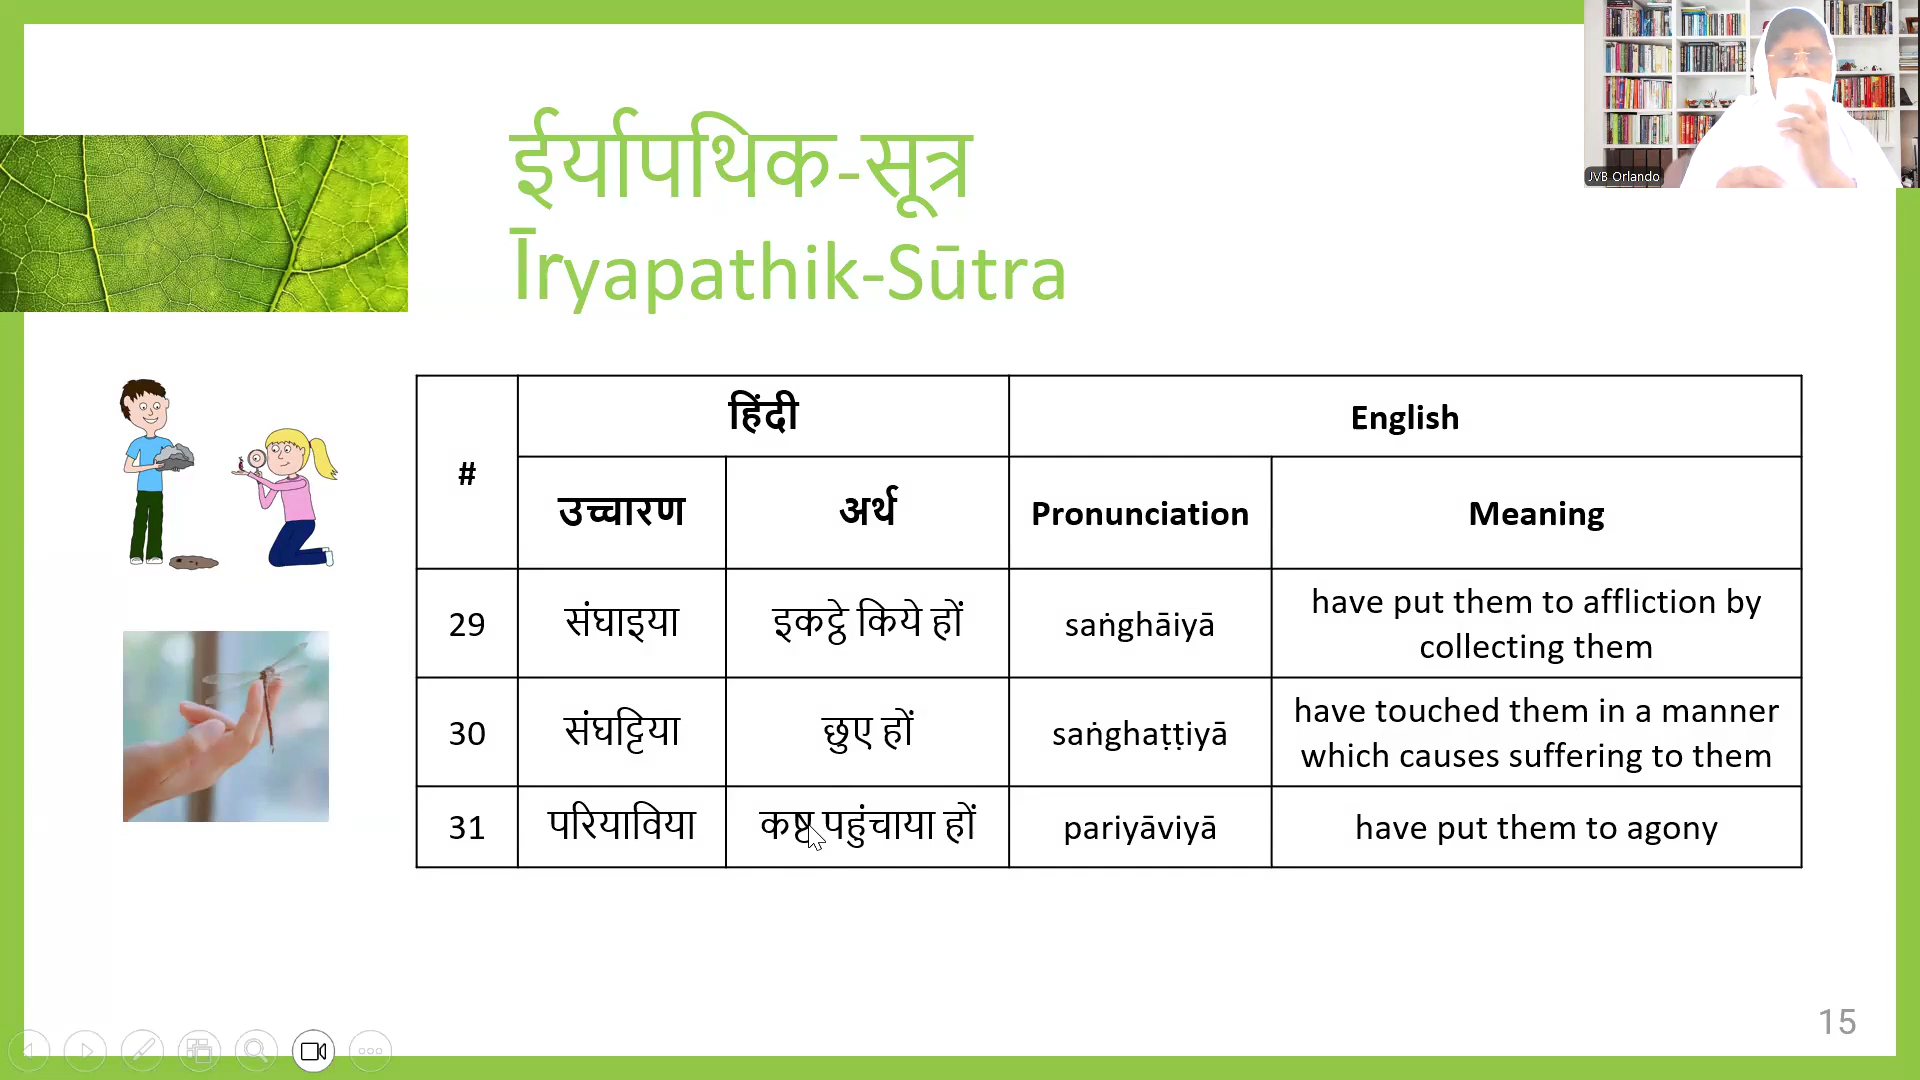 JVB Orlando
ईर्यापथिक-सूत्र
Īryapathik-Sūtra
# हिंदी English
उच्चारण अर्थ Pronunciation Meaning
29 संघाइया इकट्ठे किये हों saṅghāiyā have put them to affliction by
collecting them
30 संघट्टिया छुए हों saṅghaṭṭiyā have touched them in a manner
which causes suffering to them
31 परियाविया कष्ट पहुंचाया हों pariyāviyā have put them to agony
15